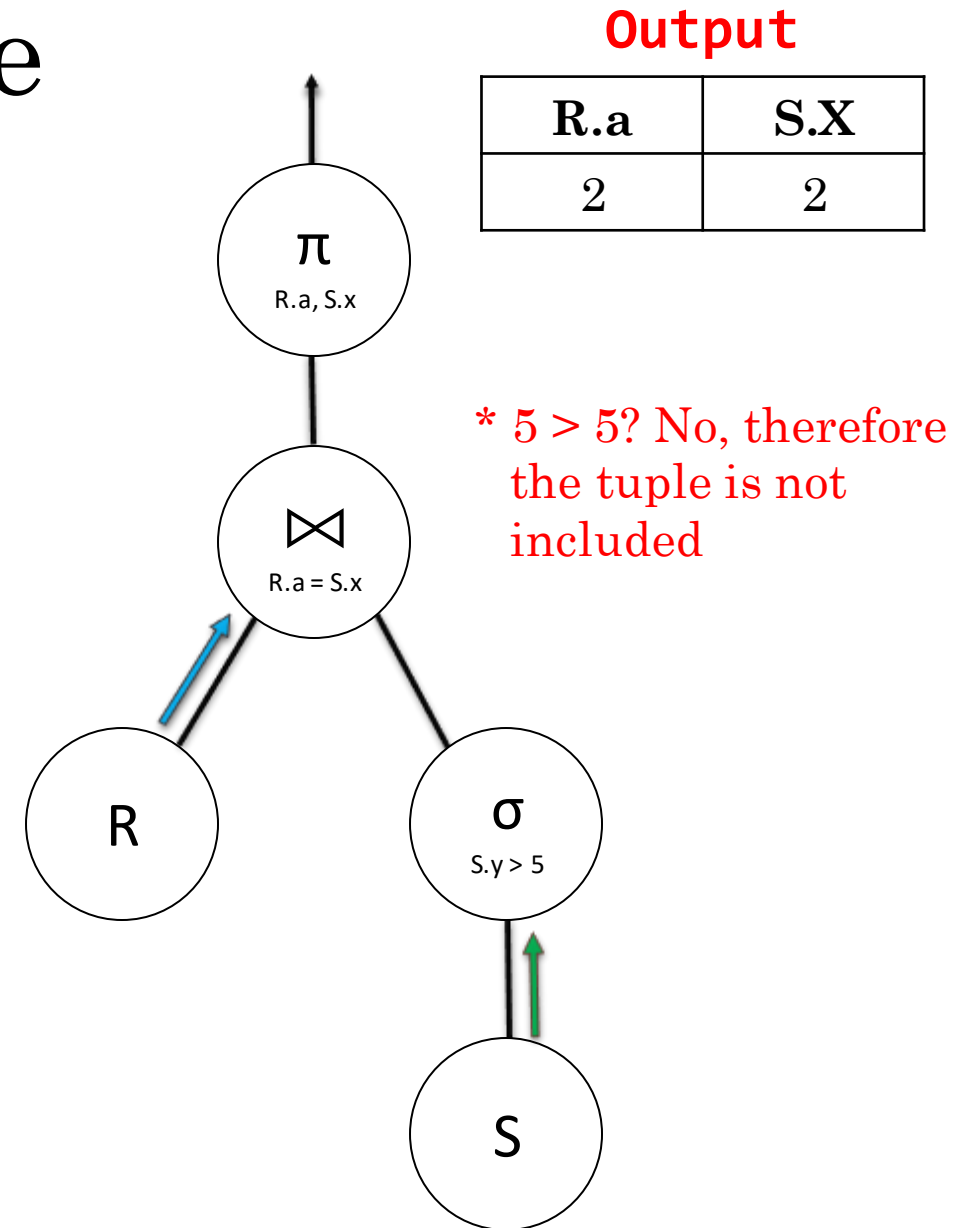 e
Output
R.a S.X
2 2
π
R.a, S.x
* 5 > 5? No, therefore
the tuple is not
included
⋈
R.a = S.x
R
σ
S.y > 5
S